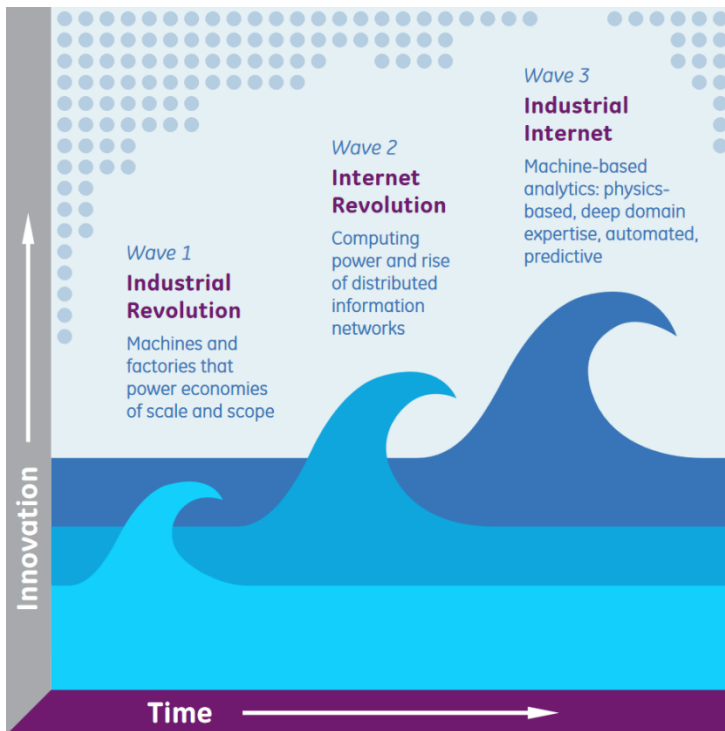 Wave 1
Industrial
Revolution
Machines and
factories that
power economies
of scale and scope
Wave 2
Internet
Revolution
Computing
power and rise
of distributed
information
networks
Wave 3
Industrial
Internet
Machine-based
analytics: physics-
based, deep domain
expertise, automated,
predictive
Innovation
Time